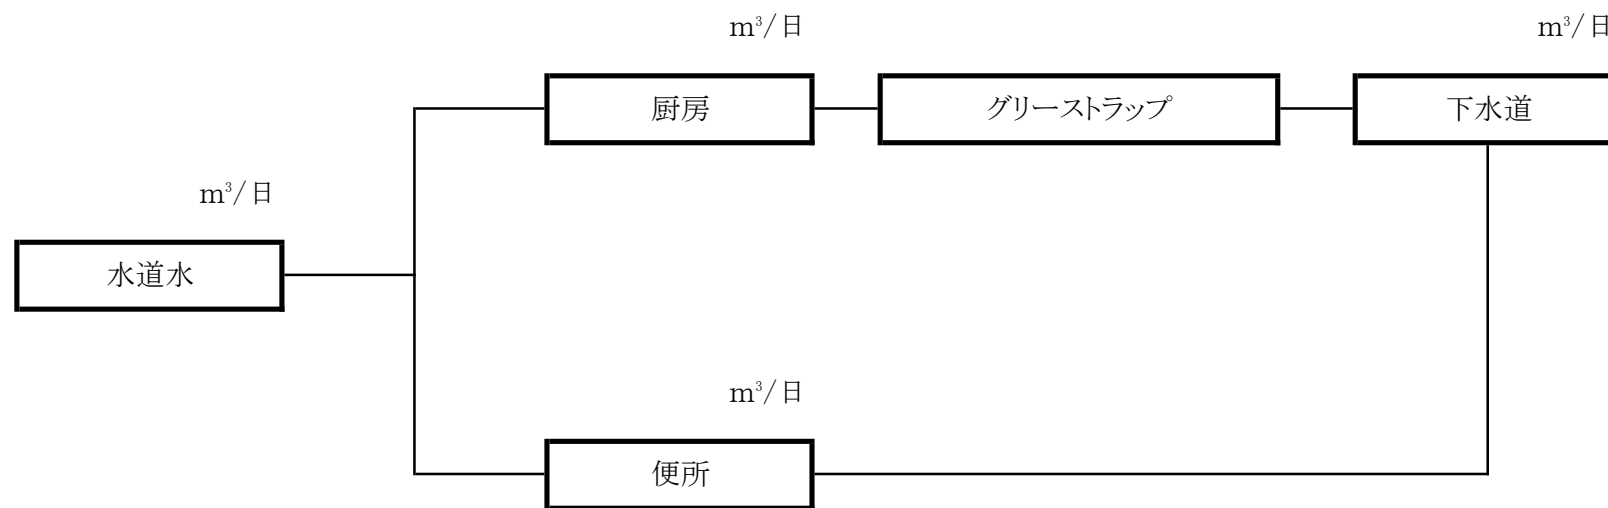 m³/日
m³/日
厨房
グリーストラップ
下水道
m³/日
水道水
m³/日
便所